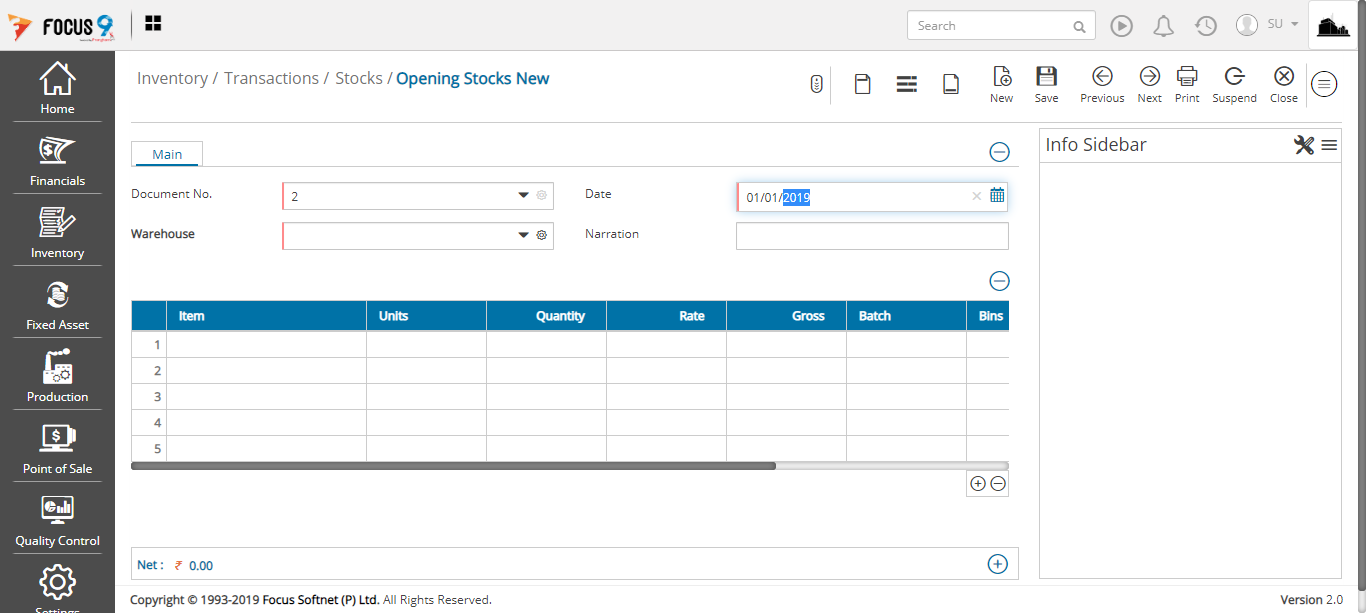 FOCUS 9
Search
SU
Home
Financials
Inventory
Fixed Asset
Production
Point of Sale
Quality Control
Settings
Inventory / Transactions / Stocks / Opening Stocks New
New Save Previous Next Print Suspend Close
Main
Document No. 2 Date 01/01/2019
Warehouse Narration
Item Units Quantity Rate Gross Batch Bins
1
2
3
4
5
Net : ₹ 0.00
Info Sidebar
Copyright © 1993-2019 Focus Softnet (P) Ltd. All Rights Reserved. Version 2.0